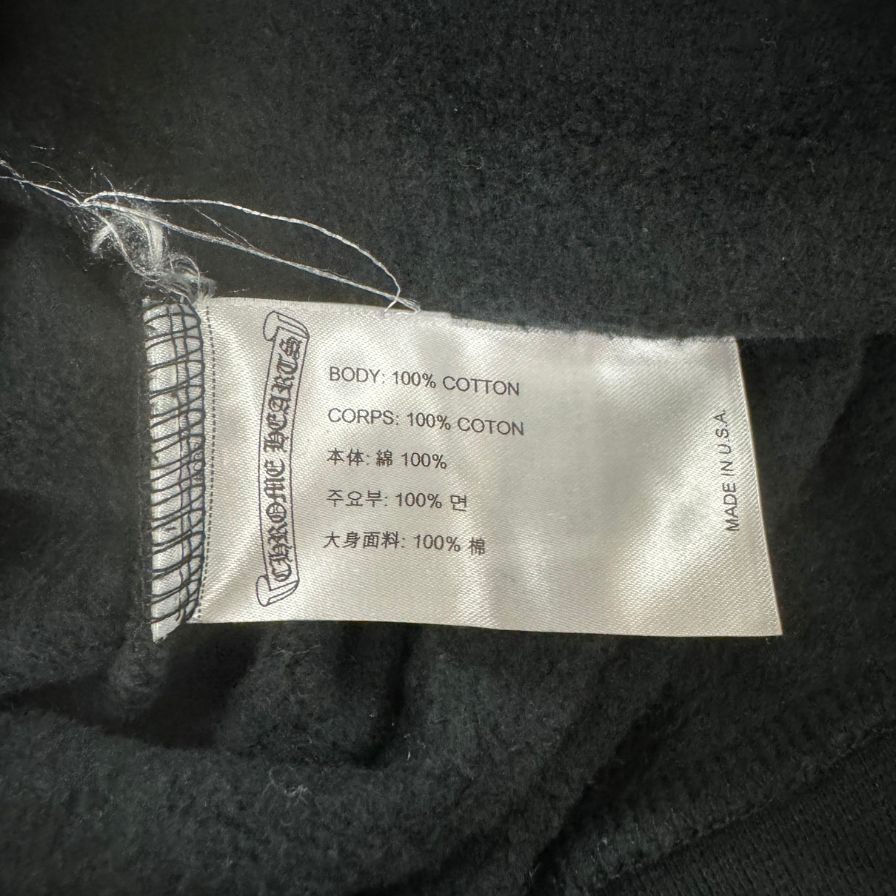 CHROME HEARTS
BODY: 100% COTTON
CORPS: 100% COTON
本体: 綿 100%
주요부: 100% 면
大身面料: 100% 棉
MADE IN U.S.A.